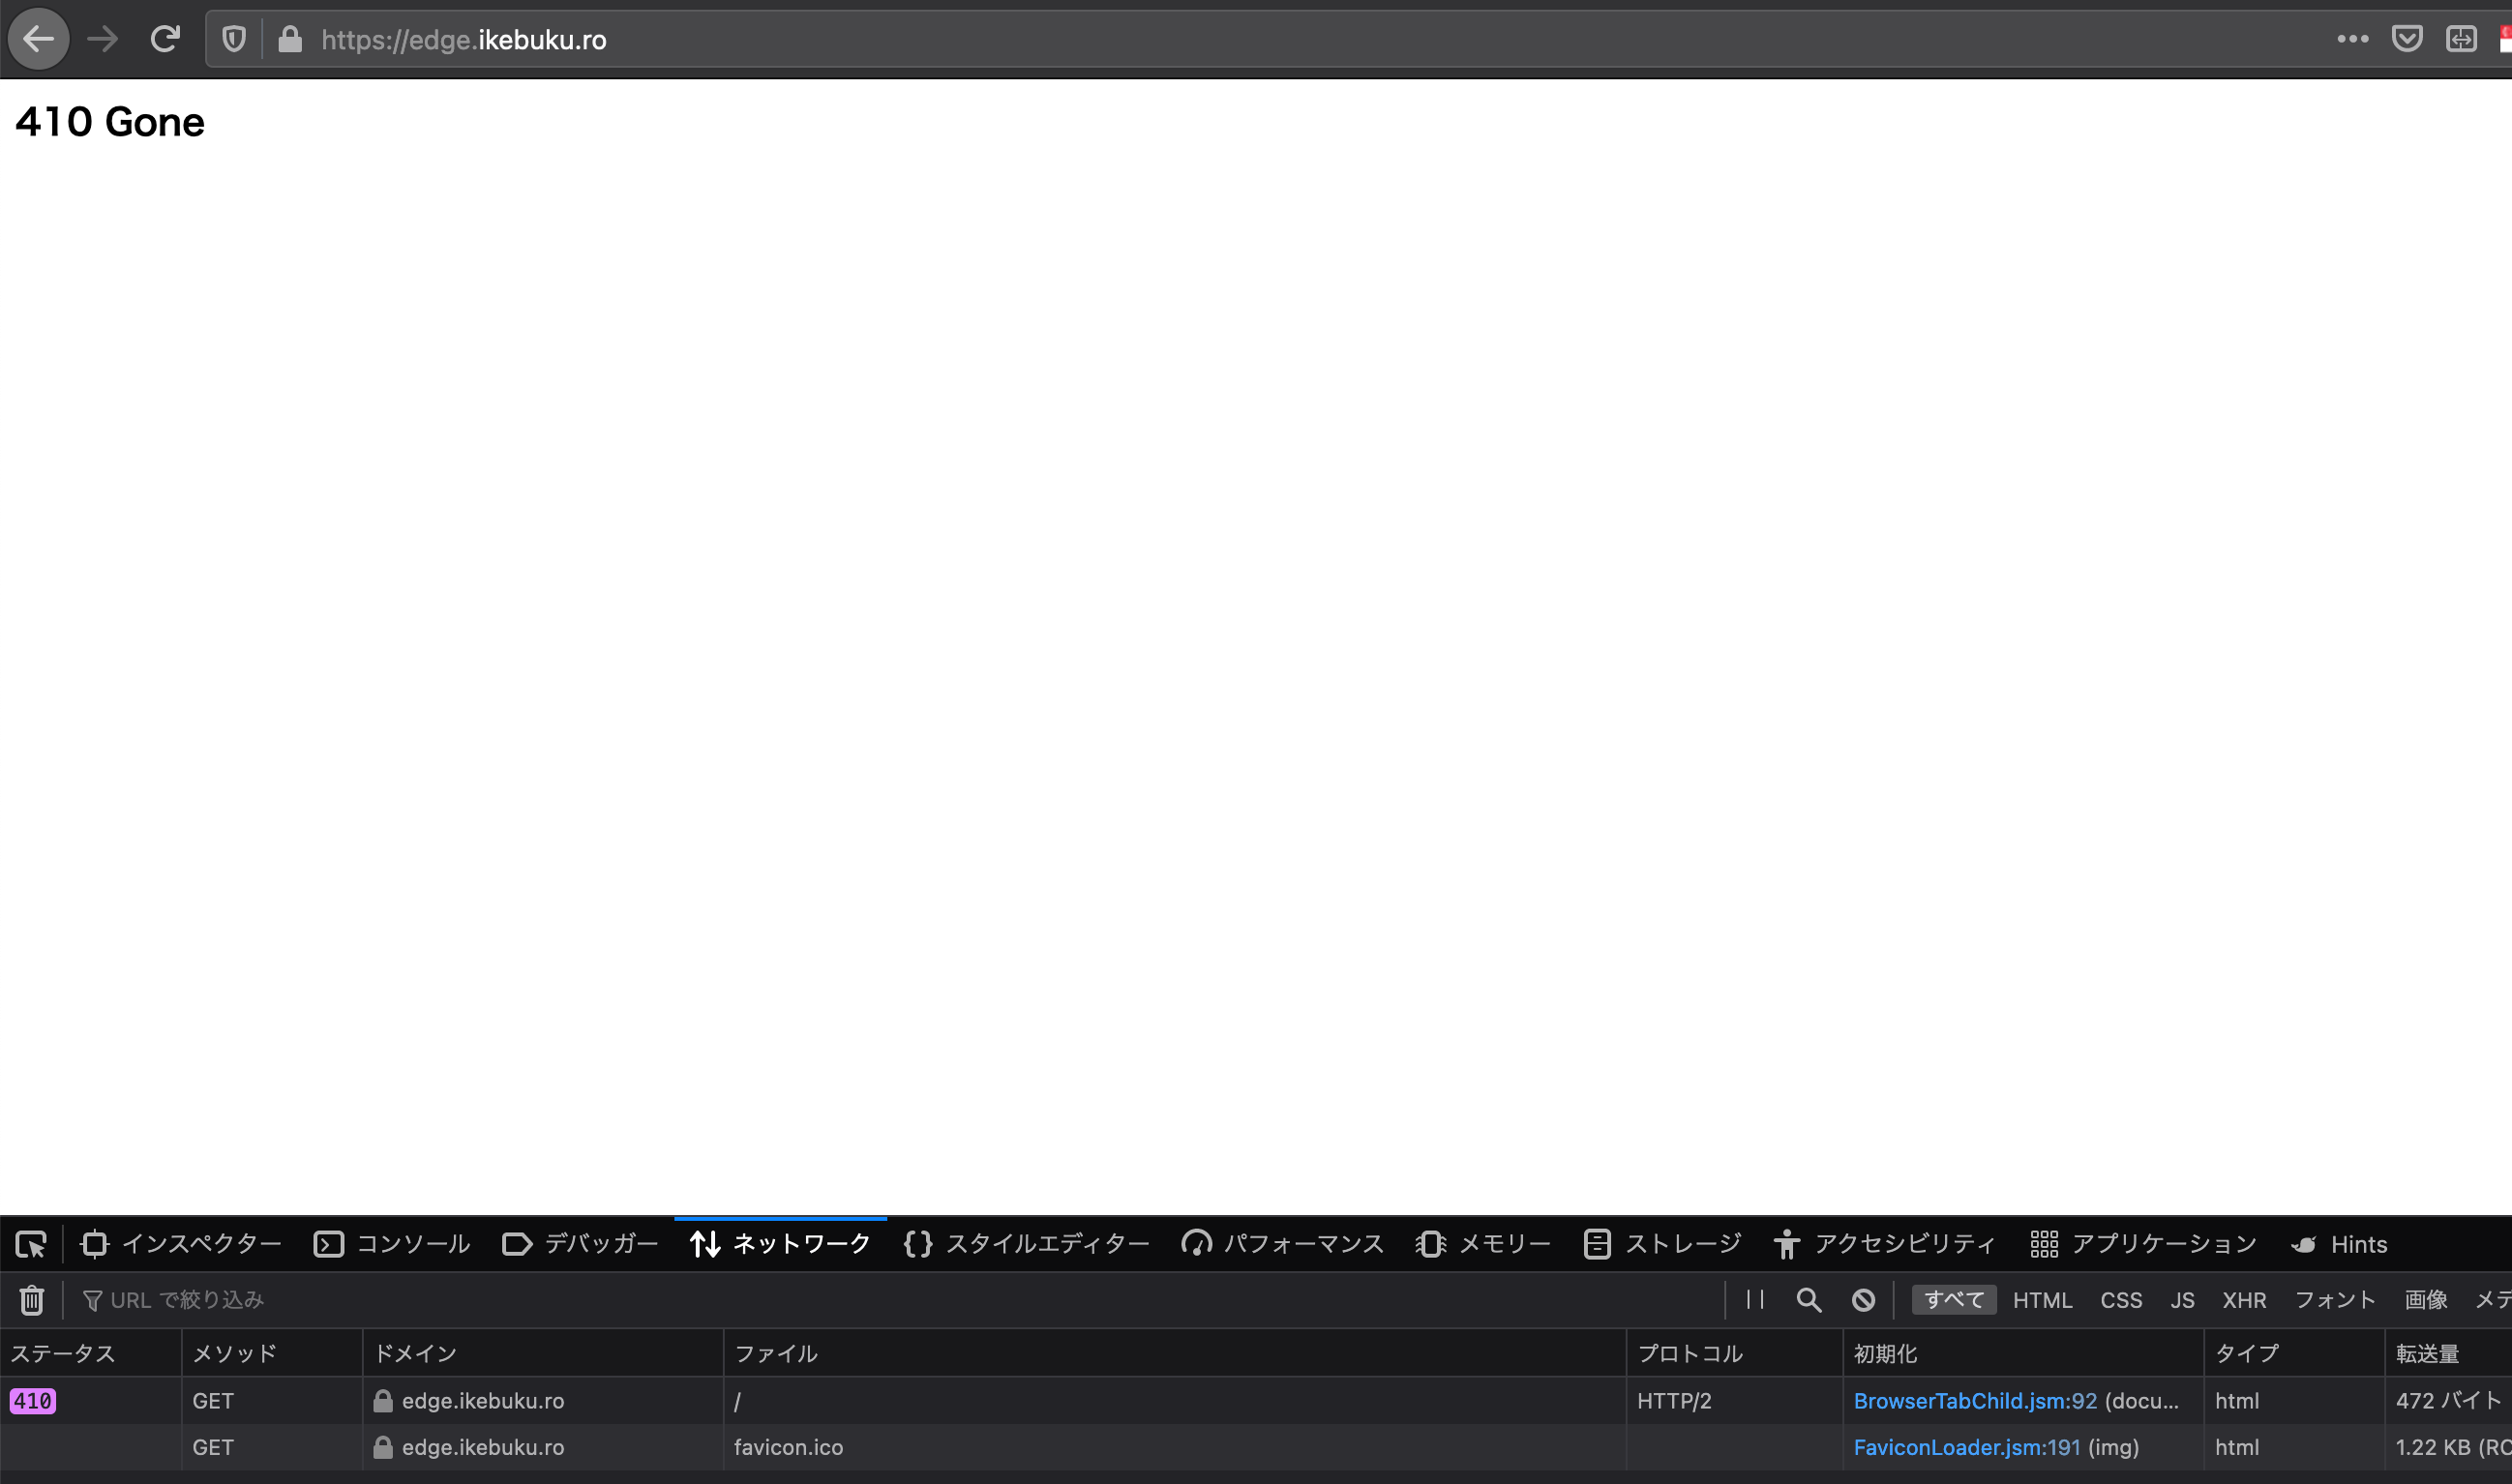 https://edge.ikebuku.ro
410 Gone
インスペクター コンソール デバッガー ネットワーク スタイルエディター パフォーマンス メモリー ストレージ アクセシビリティ アプリケーション Hints
URL で絞り込み すべて HTML CSS JS XHR フォント 画像 メデ
ステータス メソッド ドメイン ファイル プロトコル 初期化 タイプ 転送量
410 GET edge.ikebuku.ro / HTTP/2 BrowserTabChild.jsm:92 (docu... html 472 バイト
GET edge.ikebuku.ro favicon.ico FaviconLoader.jsm:191 (img) html 1.22 KB (RC